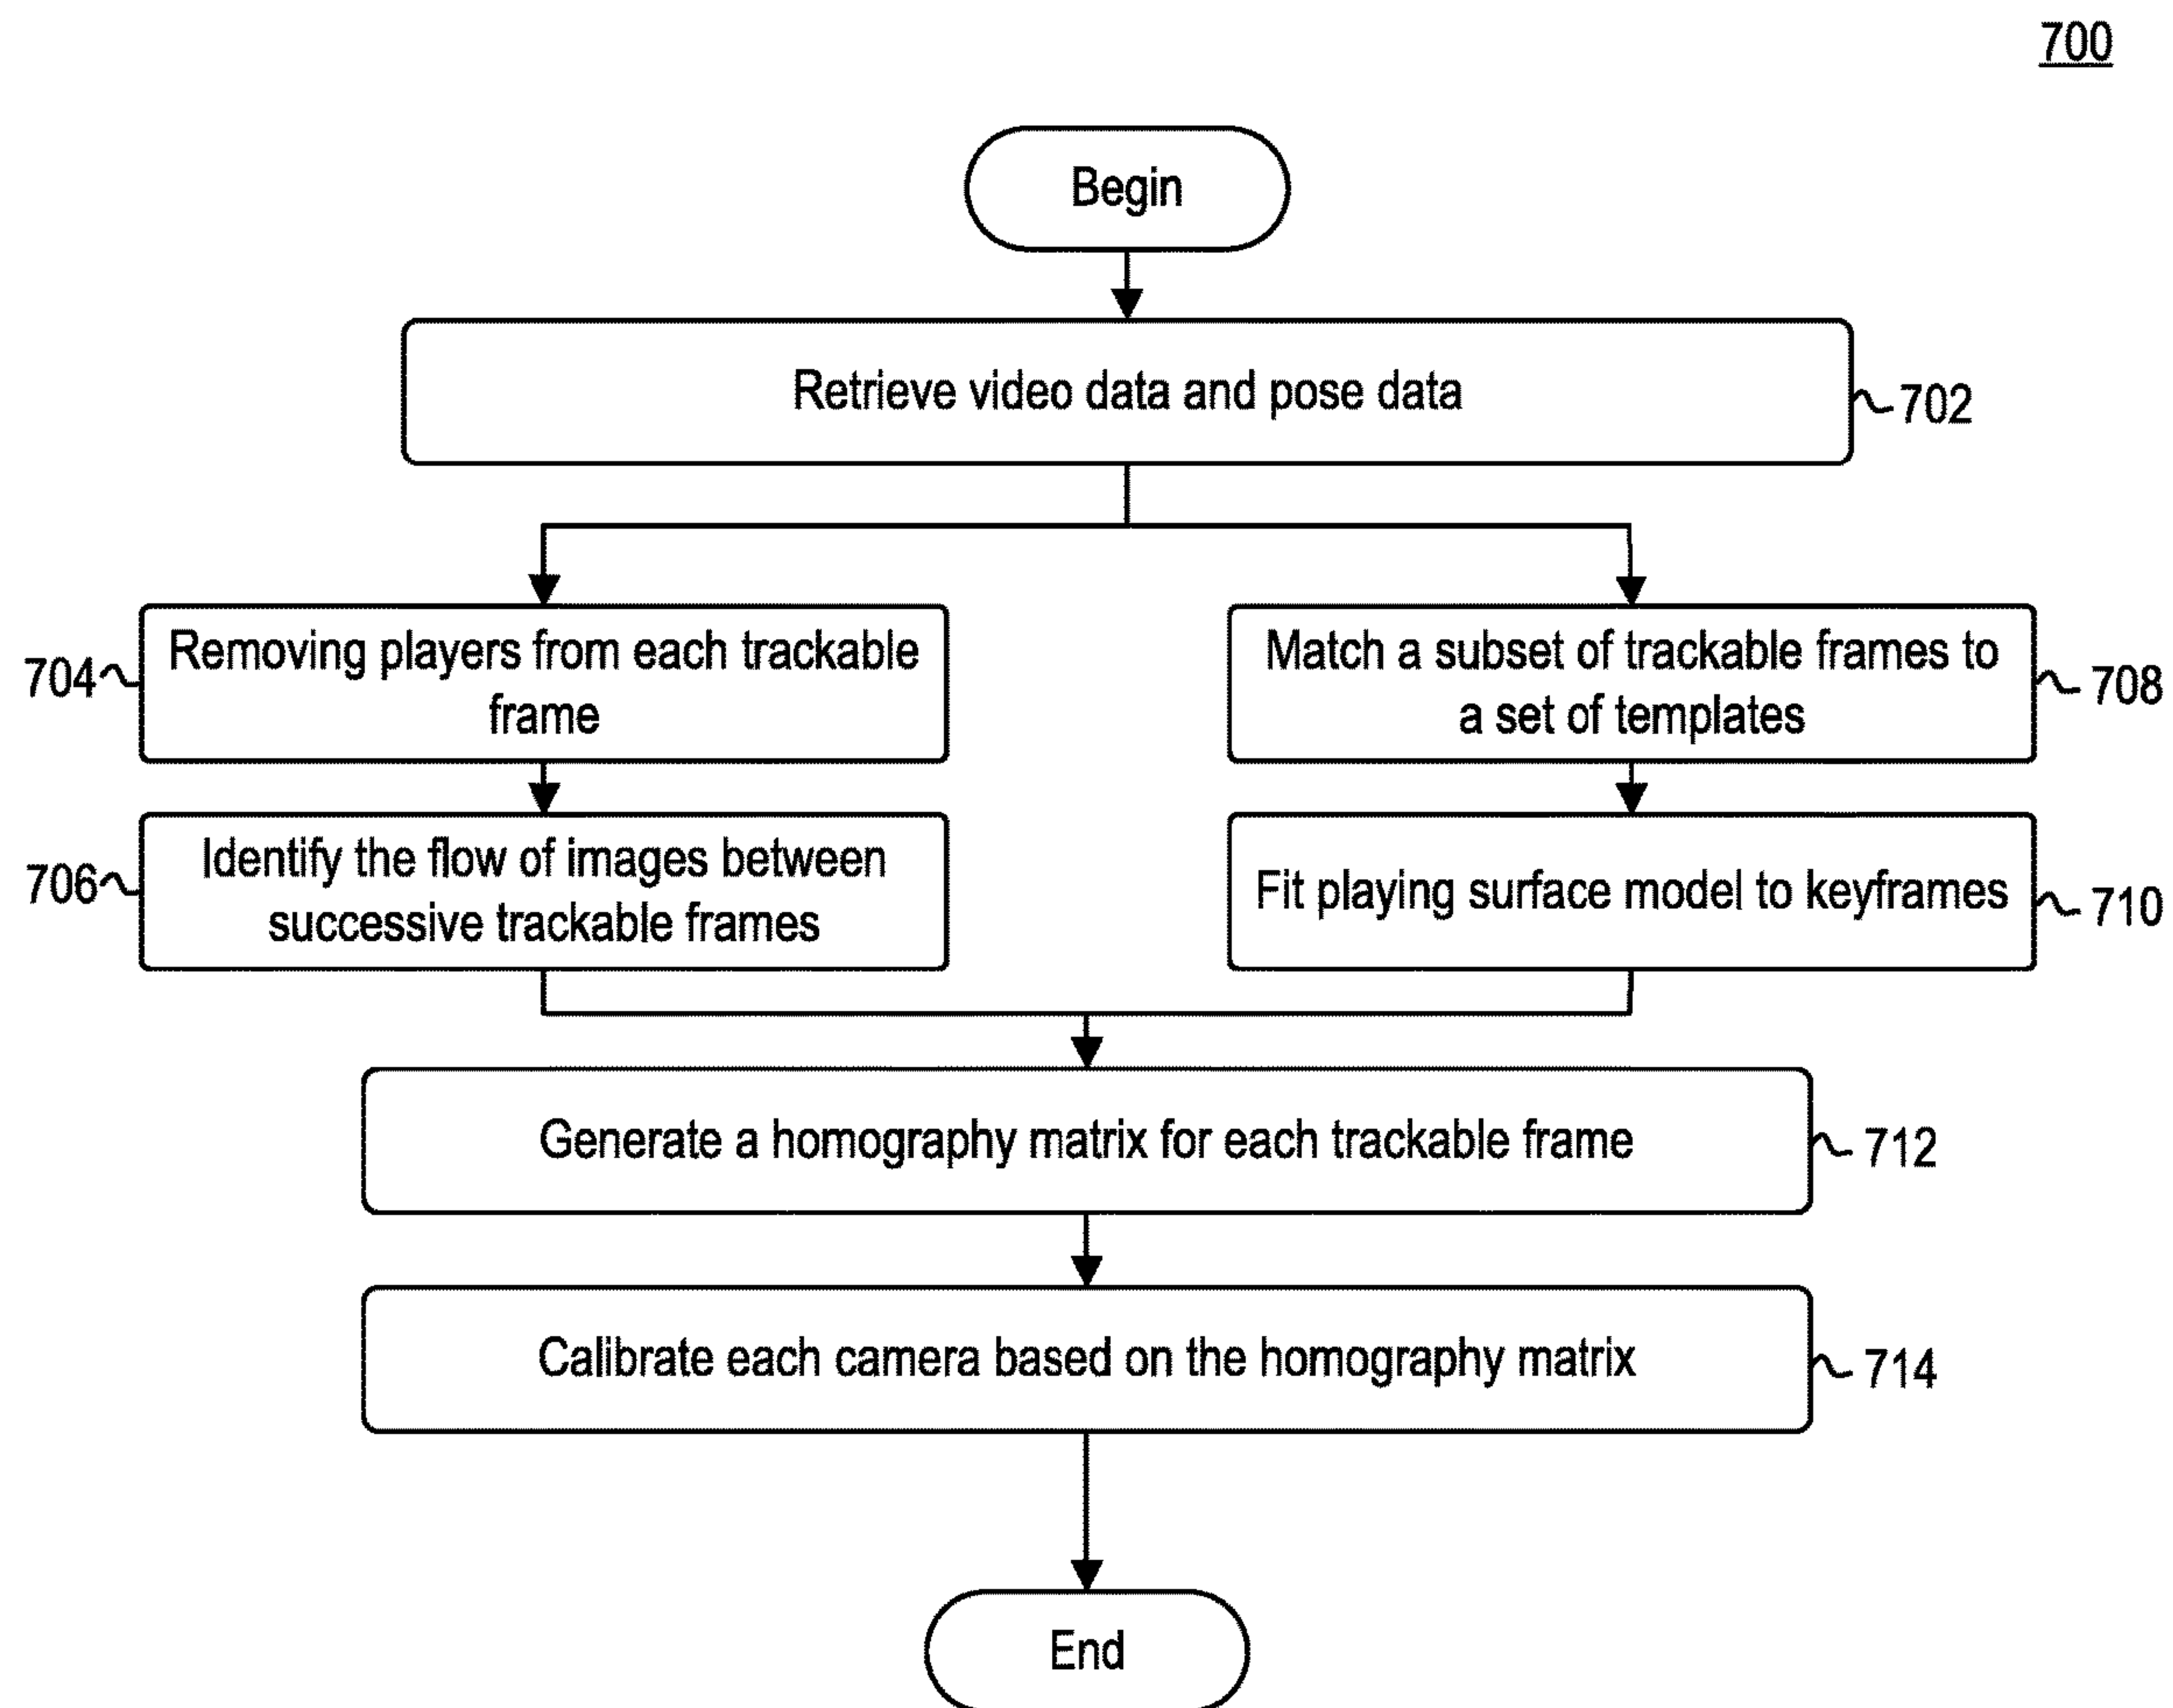 700
Begin
Retrieve video data and pose data
702
704
Removing players from each trackable
frame
Match a subset of trackable frames to
a set of templates
708
706
Identify the flow of images between
successive trackable frames
Fit playing surface model to keyframes
710
Generate a homography matrix for each trackable frame
712
Calibrate each camera based on the homography matrix
714
End